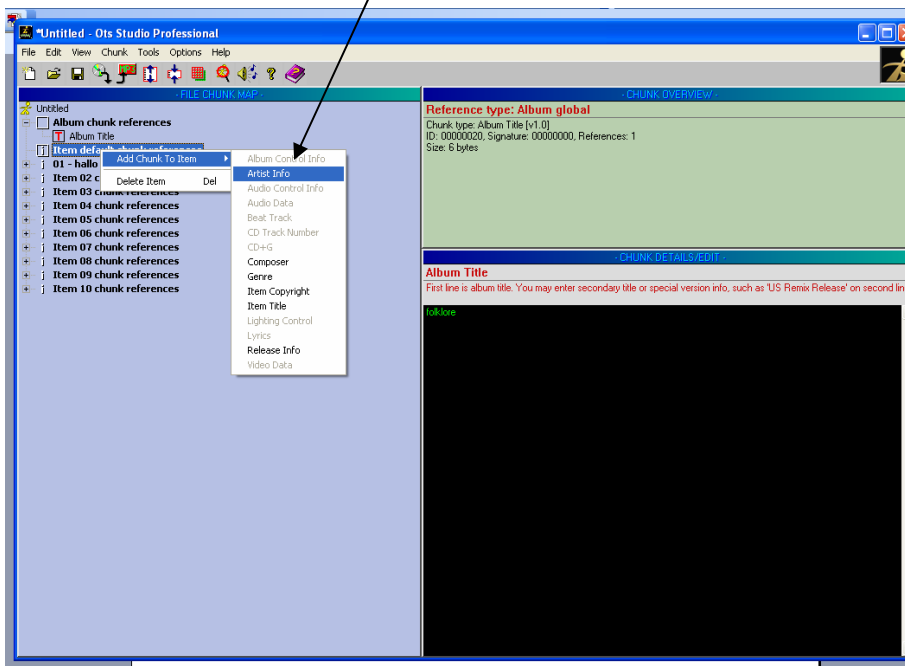 *Untitled - Ots Studio Professional
File Edit View Chunk Tools Options Help
- FILE CHUNK MAP -
Untitled
Album chunk references
T Album Title
Item default chunk references
01 - hallo
Item 02 c
Item 03 chunk references
Item 04 chunk references
Item 05 chunk references
Item 06 chunk references
Item 07 chunk references
Item 08 chunk references
Item 09 chunk references
Item 10 chunk references
Add Chunk To Item
Delete Item Del
Album Control Info
Artist Info
Audio Control Info
Audio Data
Beat Track
CD Track Number
CD+G
Composer
Genre
Item Copyright
Item Title
Lighting Control
Lyrics
Release Info
Video Data
- CHUNK OVERVIEW -
Reference type: Album global
Chunk type: Album Title [v1.0]
ID: 00000020, Signature: 00000000, References: 1
Size: 6 bytes
- CHUNK DETAILS/EDIT -
Album Title
First line is album title. You may enter secondary title or special version info, such as 'US Remix Release' on second lin
folklore